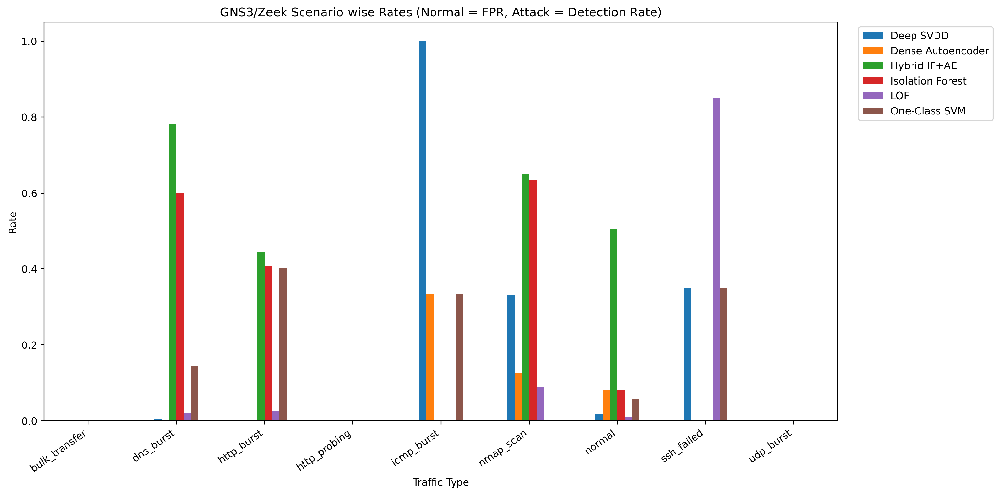 GNS3/Zeek Scenario-wise Rates (Normal = FPR, Attack = Detection Rate)
Deep SVDD
Dense Autoencoder
Hybrid IF+AE
Isolation Forest
LOF
One-Class SVM
Rate
1.0
0.8
0.6
0.4
0.2
0.0
bulk_transfer
dns_burst
http_burst
http_probing
icmp_burst
nmap_scan
normal
ssh_failed
udp_burst
Traffic Type